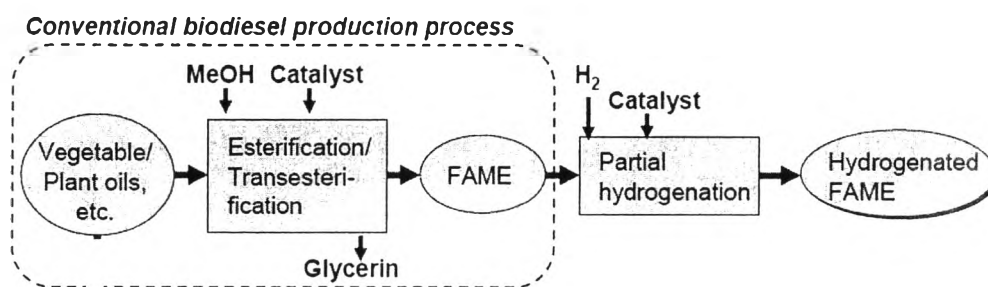 Conventional biodiesel production process
MeOH Catalyst
H2
Catalyst
Vegetable/
Plant oils,
etc.
Esterification/
Transesteri-
fication
FAME
Partial
hydrogenation
Hydrogenated
FAME
Glycerin